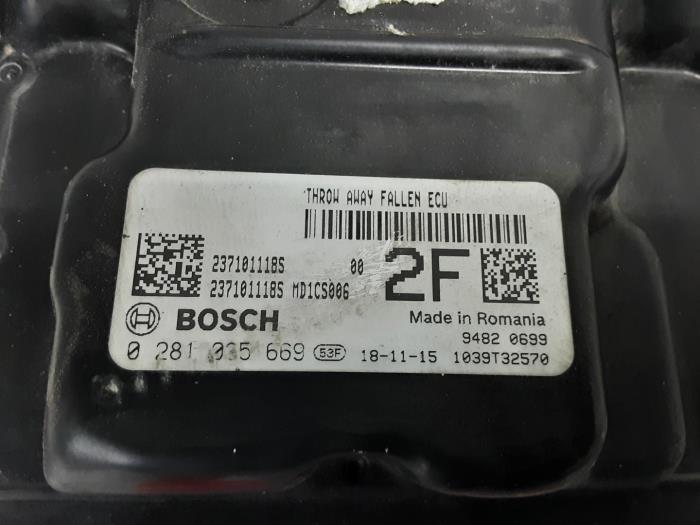 THROW AWAY FALLEN ECU
237101118S 00
237101118S MD1CS006
2F
BOSCH
Made in Romania
9482 0699
0 281 035 669 53F 18-11-15 1039T32570